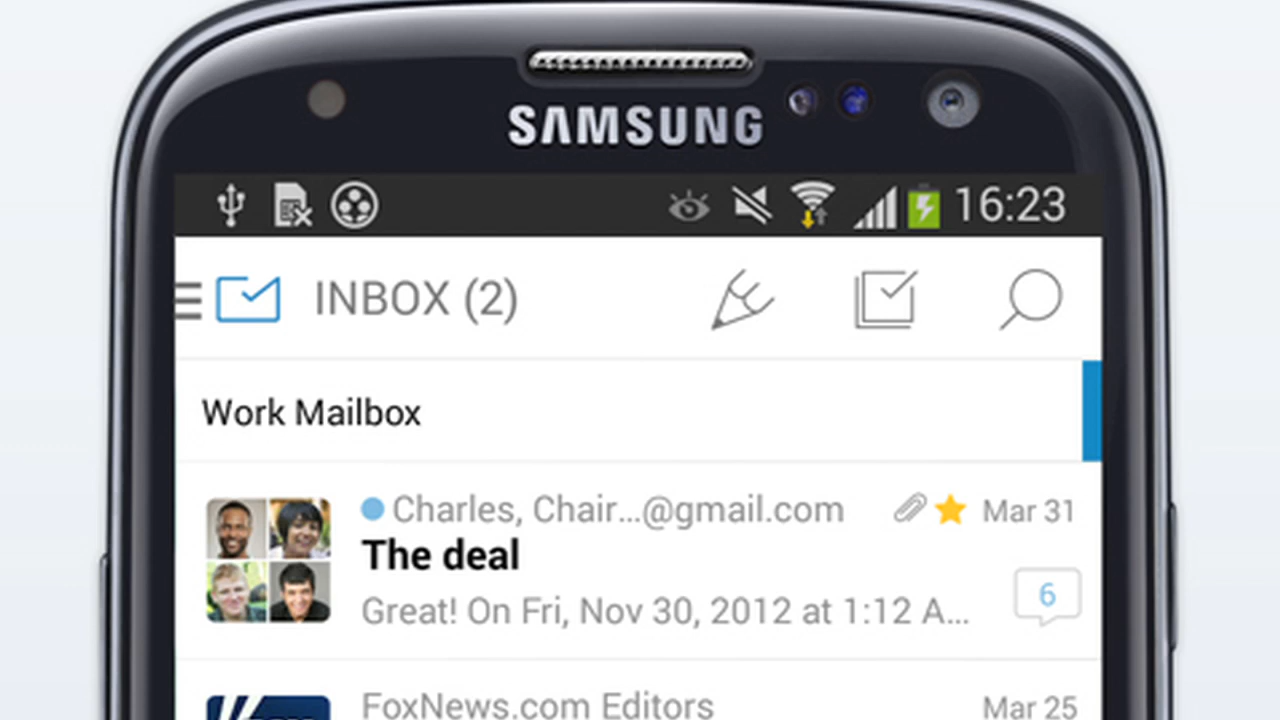 SAMSUNG
16:23
INBOX (2)
Work Mailbox
Charles, Chair...@gmail.com Mar 31
The deal
Great! On Fri, Nov 30, 2012 at 1:12 A...
6
FoxNews.com Editors Mar 25